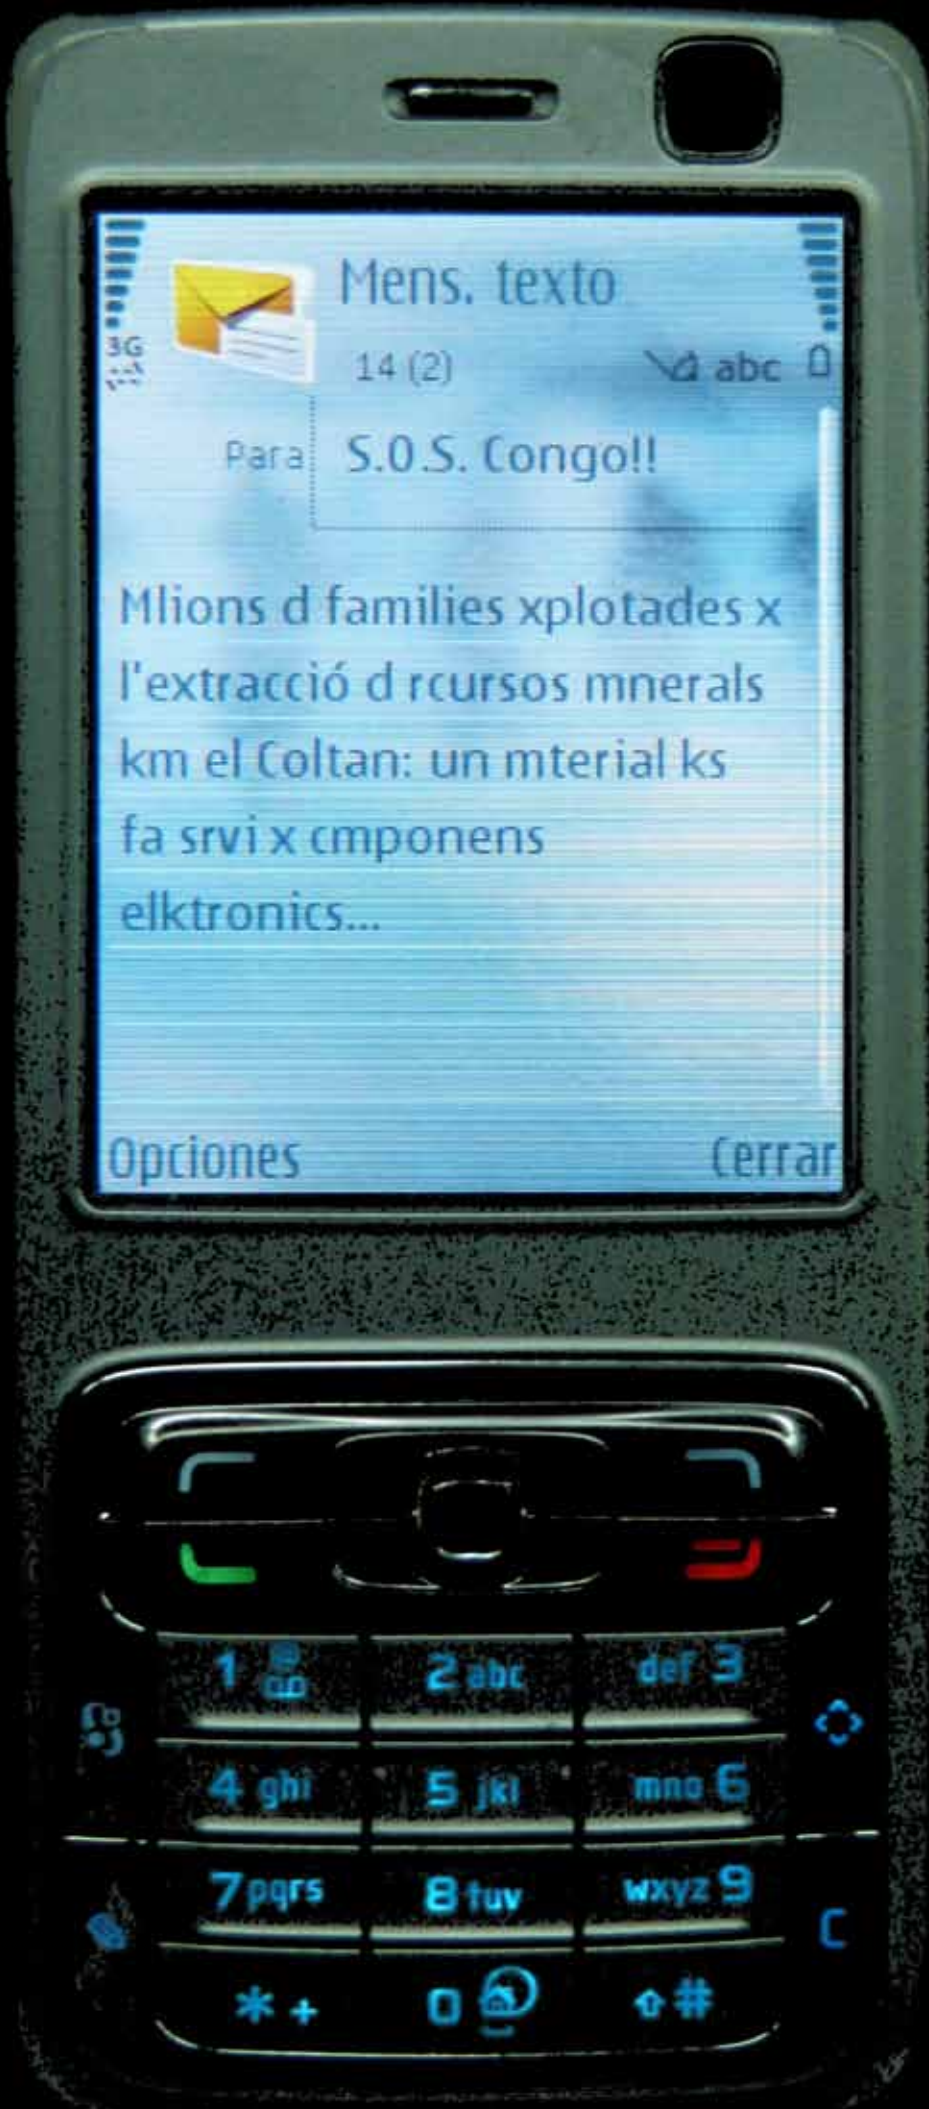 Mens. texto
3G
14 (2)
abc
Para
S.O.S. Congo!!
Mlions d families xplotades x
l'extracció d rcursos mnerals
km el Coltan: un mterial ks
fa srvi x cmponens
elktronics...
Opciones Cerrar
1 2 abc def 3
4 ghi 5 jkl mno 6
7 pqrs 8 tuv wxyz 9
C
* + 0 #